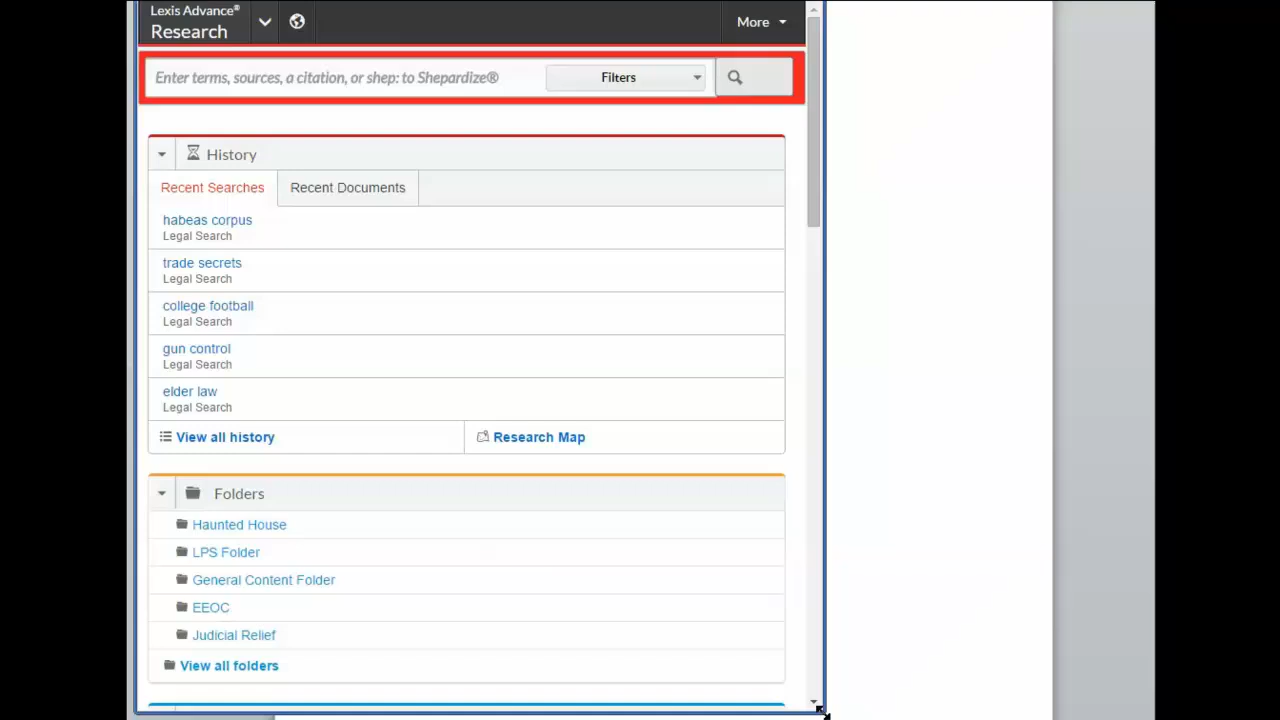 Lexis Advance®
Research
More
Enter terms, sources, a citation, or shep: to Shepardize®
Filters
History
Recent Searches
Recent Documents
habeas corpus
Legal Search
trade secrets
Legal Search
college football
Legal Search
gun control
Legal Search
elder law
Legal Search
View all history
Research Map
Folders
Haunted House
LPS Folder
General Content Folder
EEOC
Judicial Relief
View all folders